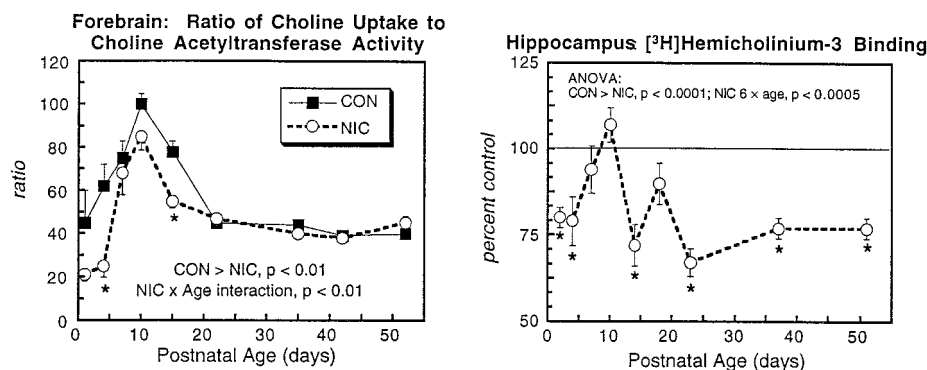 Forebrain: Ratio of Choline Uptake to
Choline Acetyltransferase Activity
120
100
80
60
40
20
0
ratio
CON
NIC
*
*
CON > NIC, p < 0.01
NIC x Age interaction, p < 0.01
0 10 20 30 40 50
Postnatal Age (days)
Hippocampus: [³H]Hemicholinium-3 Binding
125
100
75
50
percent control
ANOVA:
CON > NIC, p < 0.0001; NIC 6 × age, p < 0.0005
*
*
*
*
*
*
0 10 20 30 40 50
Postnatal Age (days)